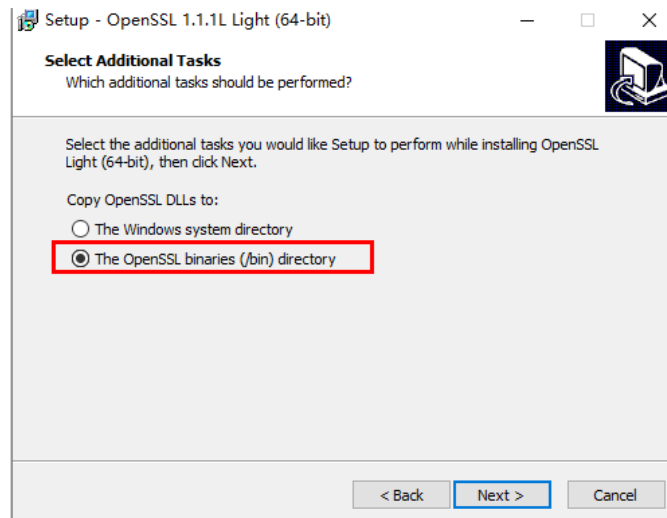 Setup - OpenSSL 1.1.1L Light (64-bit)
Select Additional Tasks
Which additional tasks should be performed?
Select the additional tasks you would like Setup to perform while installing OpenSSL
Light (64-bit), then click Next.
Copy OpenSSL DLLs to:
The Windows system directory
The OpenSSL binaries (/bin) directory
< Back
Next >
Cancel